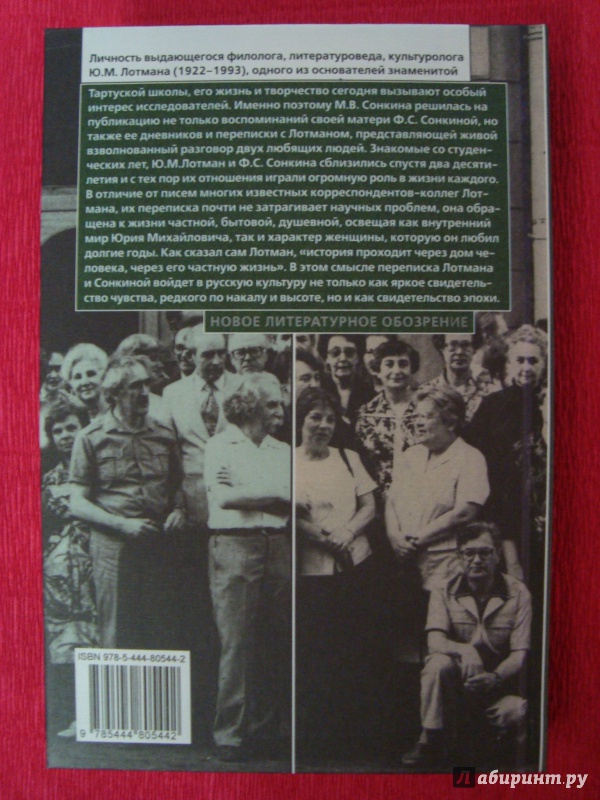 Личность выдающегося филолога, литературоведа, культуролога
Ю.М. Лотмана (1922–1993), одного из основателей знаменитой
Тартуской школы, его жизнь и творчество сегодня вызывают особый
интерес исследователей. Именно поэтому М.В. Сонкина решилась на
публикацию не только воспоминаний своей матери Ф.С. Сонкиной, но
также ее дневников и переписки с Лотманом, представляющей живой
взволнованный разговор двух любящих людей. Знакомые со студен-
ческих лет, Ю.М.Лотман и Ф.С. Сонкина сблизились спустя два десяти-
летия и с тех пор их отношения играли огромную роль в жизни каждого.
В отличие от писем многих известных корреспондентов-коллег Лот-
мана, их переписка почти не затрагивает научных проблем, она обра-
щена к жизни частной, бытовой, душевной, освещая как внутренний
мир Юрия Михайловича, так и характер женщины, которую он любил
долгие годы. Как сказал сам Лотман, «история проходит через дом че-
ловека, через его частную жизнь». В этом смысле переписка Лотмана
и Сонкиной войдет в русскую культуру не только как яркое свидетель-
ство чувства, редкого по накалу и высоте, но и как свидетельство эпохи.
НОВОЕ ЛИТЕРАТУРНОЕ ОБОЗРЕНИЕ
ISBN 978-5-444-80544-2
9 785444 805442
абиринт.ру